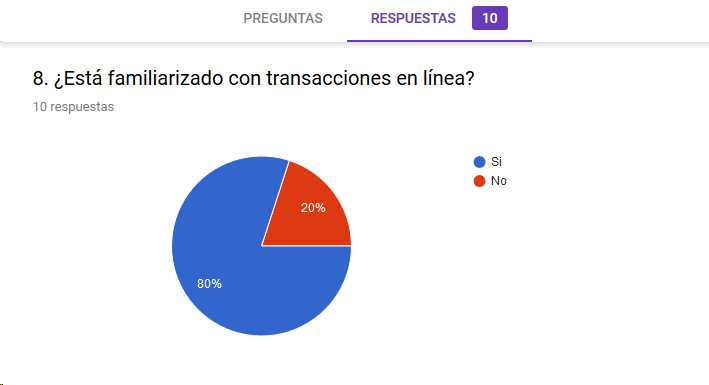 PREGUNTAS
RESPUESTAS 10
8. ¿Está familiarizado con transacciones en línea?
10 respuestas
Si
No
20%
80%